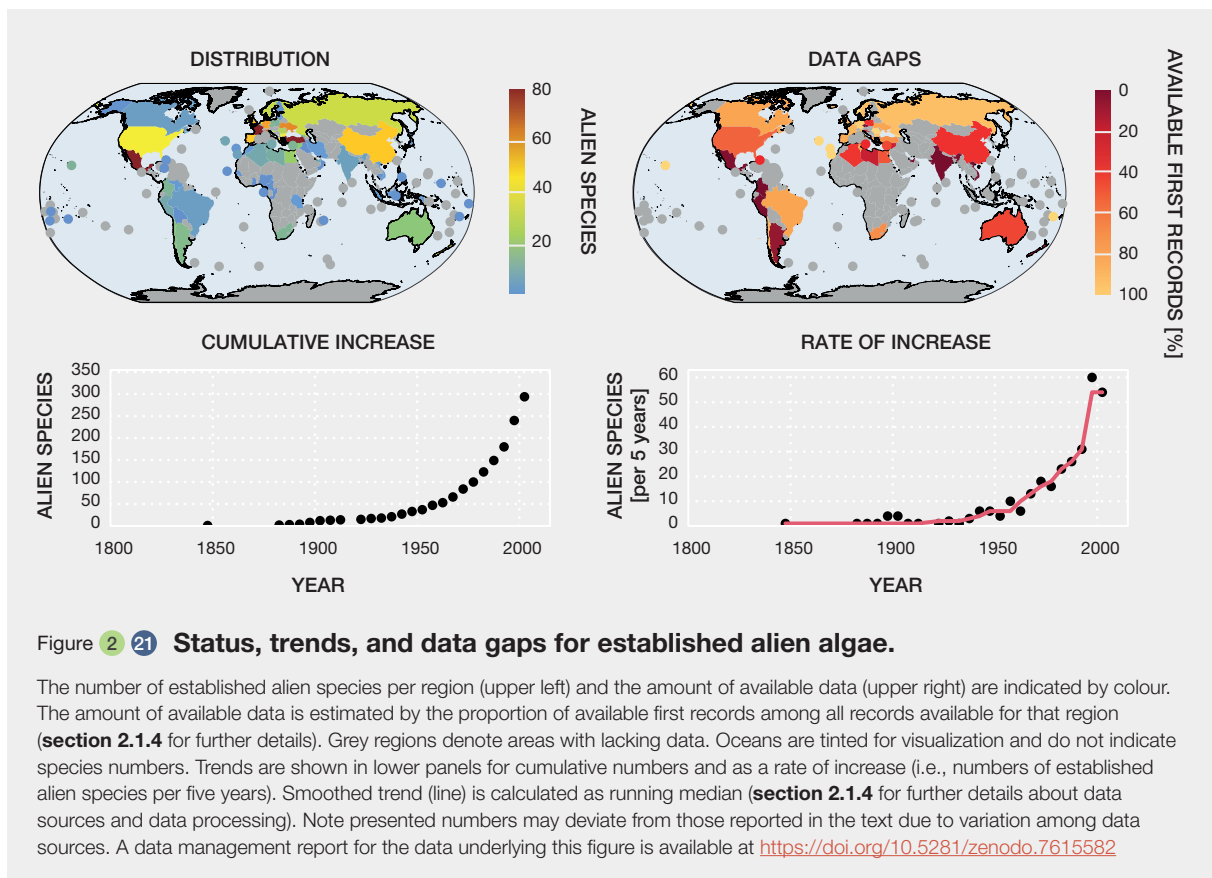 DISTRIBUTION
80
60
40
20
ALIEN SPECIES
DATA GAPS
0
20
40
60
80
100
AVAILABLE FIRST RECORDS [%]
CUMULATIVE INCREASE
ALIEN SPECIES
350
300
250
200
150
100
50
0
1800
1850
1900
1950
2000
YEAR
RATE OF INCREASE
ALIEN SPECIES
[per 5 years]
60
50
40
30
20
10
0
1800
1850
1900
1950
2000
YEAR
Figure 2 21 Status, trends, and data gaps for established alien algae.
The number of established alien species per region (upper left) and the amount of available data (upper right) are indicated by colour.
The amount of available data is estimated by the proportion of available first records among all records available for that region
(section 2.1.4 for further details). Grey regions denote areas with lacking data. Oceans are tinted for visualization and do not indicate
species numbers. Trends are shown in lower panels for cumulative numbers and as a rate of increase (i.e., numbers of established
alien species per five years). Smoothed trend (line) is calculated as running median (section 2.1.4 for further details about data
sources and data processing). Note presented numbers may deviate from those reported in the text due to variation among data
sources. A data management report for the data underlying this figure is available at https://doi.org/10.5281/zenodo.7615582